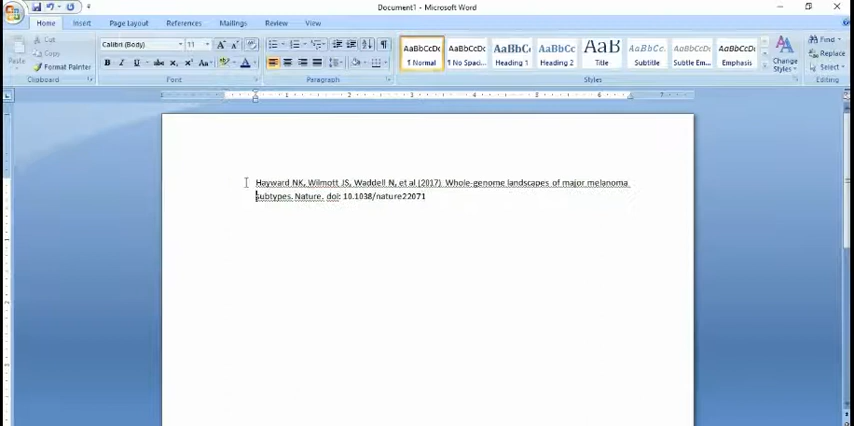 Document1 - Microsoft Word
Home Insert Page Layout References Mailings Review View
Cut
Copy
Paste
Format Painter
Clipboard
Calibri (Body) 11
Font
Paragraph
AaBbCcDc AaBbCcDc AaBbC AaBbCc AaB AaBbCc. AaBbCcDc AaBbCcDc
¶ Normal ¶ No Spaci... Heading 1 Heading 2 Title Subtitle Subtle Em... Emphasis
Styles
Change
Styles
Find
Replace
Select
Editing
Hayward NK, Wilmott JS, Waddell N, et al (2017) Whole-genome landscapes of major melanoma
subtypes. Nature. doi: 10.1038/nature22071